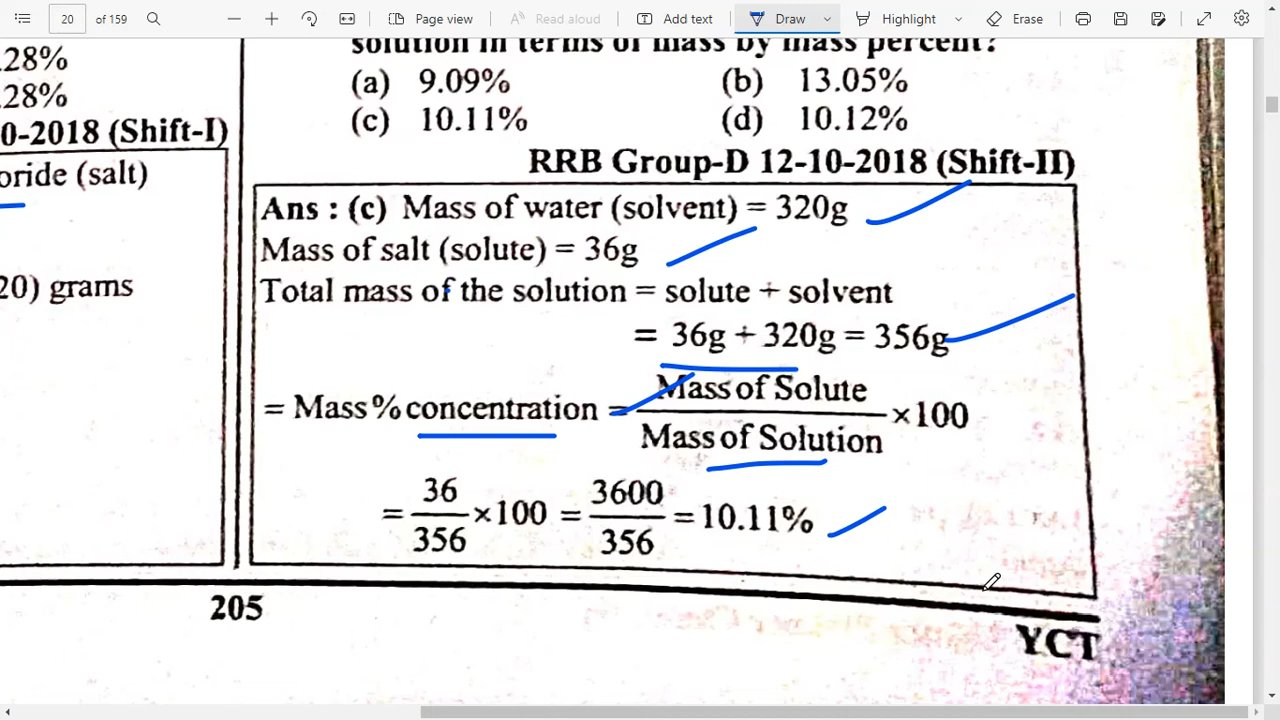 20 of 159 Page view Read aloud Add text Draw Highlight Erase
.28%
.28%
0-2018 (Shift-I)
oride (salt)
20) grams
solution in terms of mass by mass percent?
(a) 9.09% (b) 13.05%
(c) 10.11% (d) 10.12%
RRB Group-D 12-10-2018 (Shift-II)
Ans : (c) Mass of water (solvent) = 320g
Mass of salt (solute) = 36g
Total mass of the solution = solute + solvent
= 36g + 320g = 356g
= Mass % concentration = Mass of Solute / Mass of Solution ×100
= 36/356 ×100 = 3600/356 = 10.11%
205
YCT